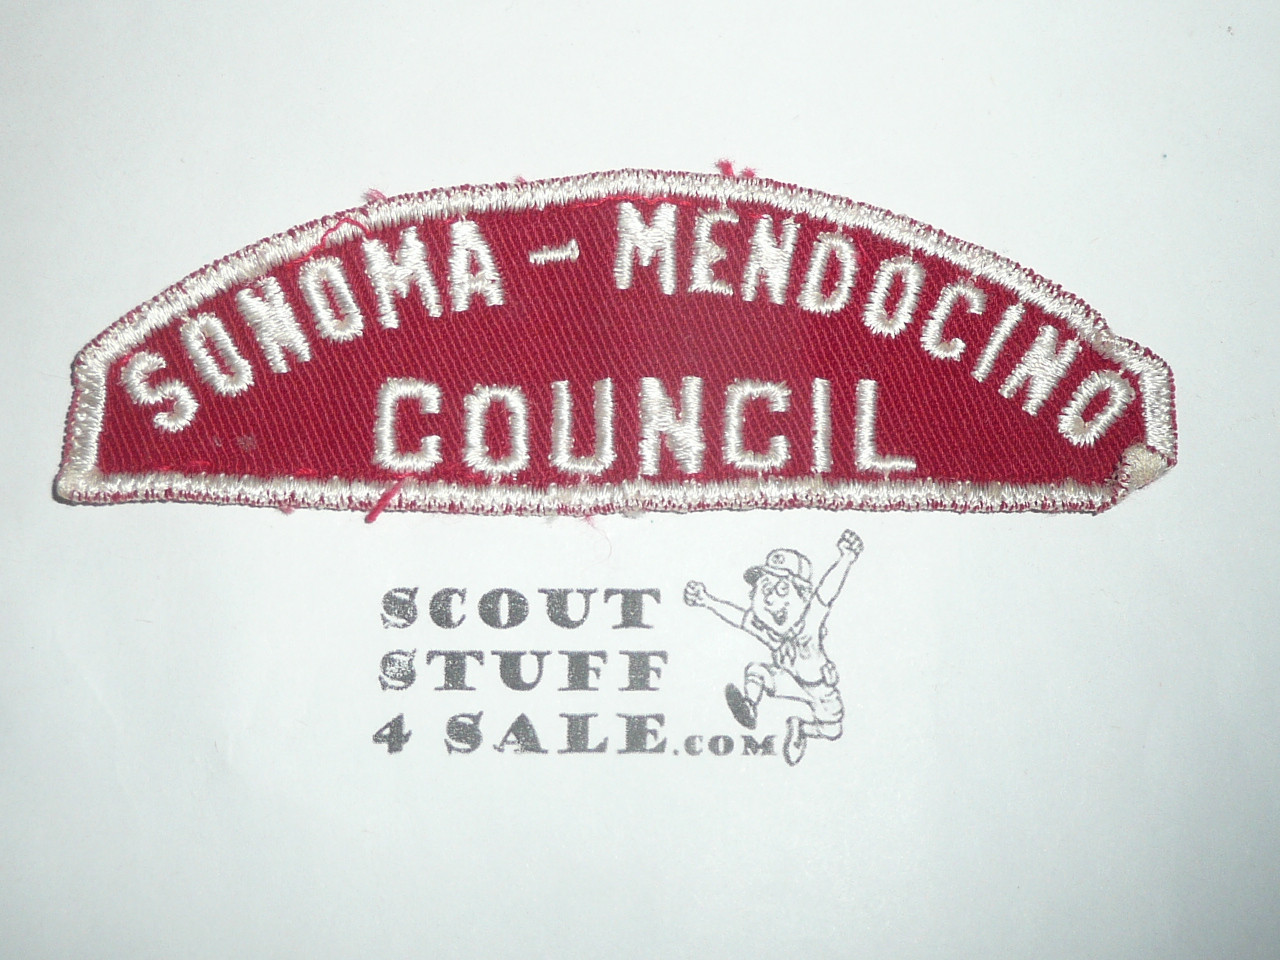 SONOMA - MENDOCINO
COUNCIL
SCOUT
STUFF
4 SALE.COM